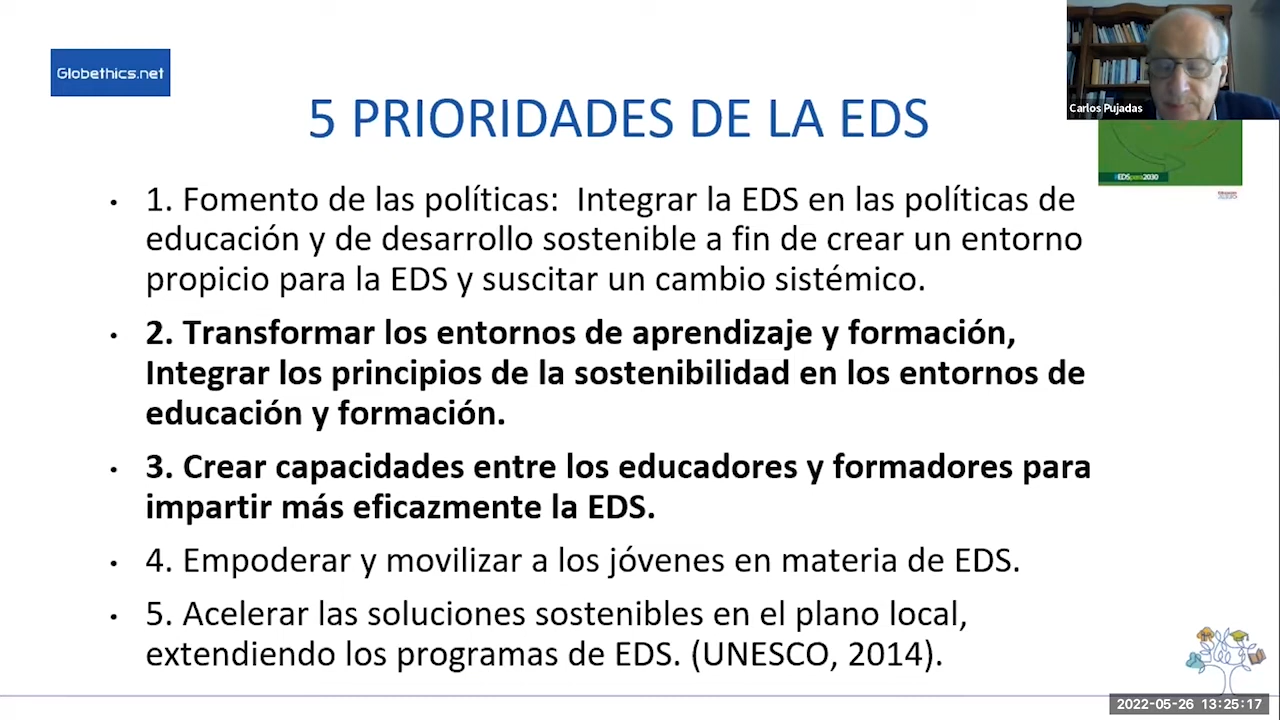 Globethics.net
Carlos Pujadas
5 PRIORIDADES DE LA EDS
#EDSpara2030
• 1. Fomento de las políticas: Integrar la EDS en las políticas de
educación y de desarrollo sostenible a fin de crear un entorno
propicio para la EDS y suscitar un cambio sistémico.
• 2. Transformar los entornos de aprendizaje y formación,
Integrar los principios de la sostenibilidad en los entornos de
educación y formación.
• 3. Crear capacidades entre los educadores y formadores para
impartir más eficazmente la EDS.
• 4. Empoderar y movilizar a los jóvenes en materia de EDS.
• 5. Acelerar las soluciones sostenibles en el plano local,
extendiendo los programas de EDS. (UNESCO, 2014).
2022-05-26 13:25:17